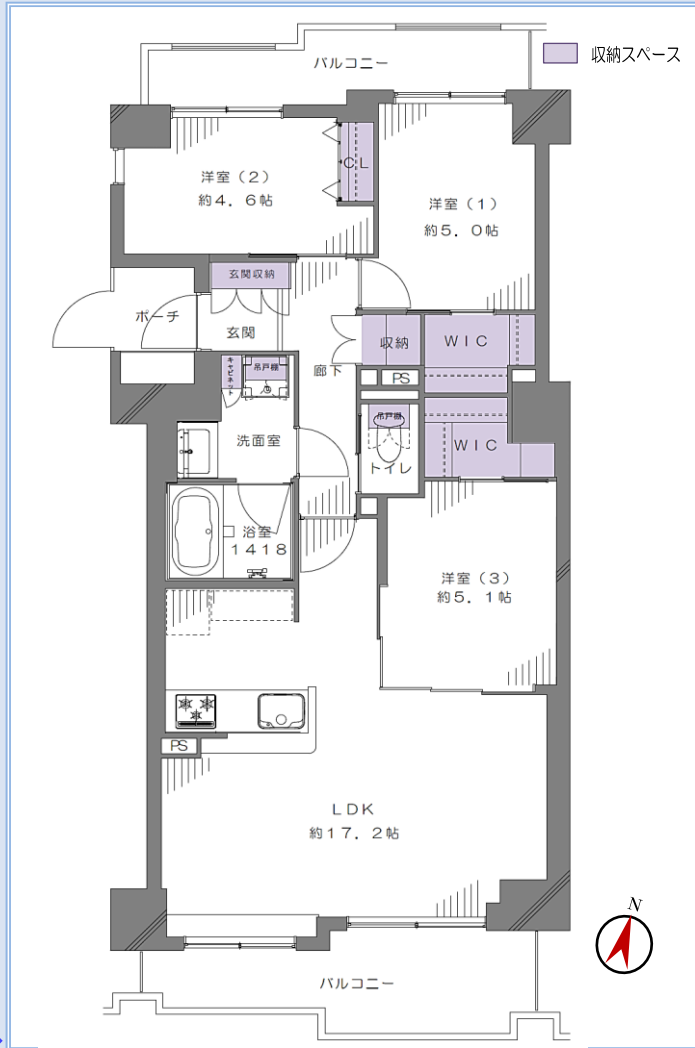 収納スペース
バルコニー
洋室（2）
約4．6帖
CL
洋室（1）
約5．0帖
玄関収納
ポーチ
玄関
廊下
収納
WIC
PS
キャビネット
吊戸棚
洗面室
吊戸棚
トイレ
WIC
浴室
1418
洋室（3）
約5．1帖
PS
LDK
約17．2帖
N
バルコニー